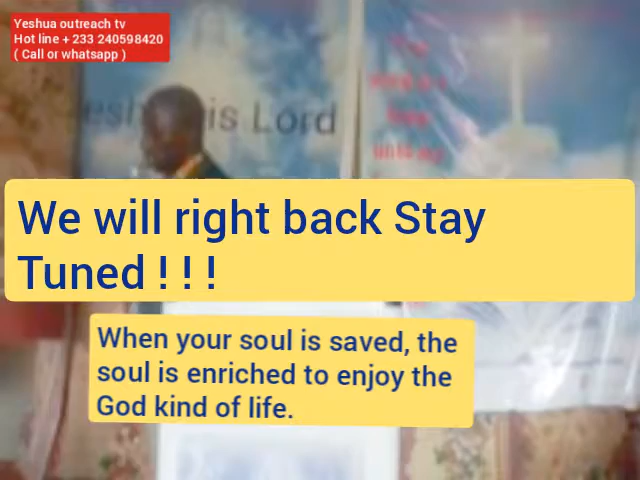 Yeshua outreach tv
Hot line + 233 240598420
( Call or whatsapp )
is Lord
We will right back Stay
Tuned ! ! !
When your soul is saved, the
soul is enriched to enjoy the
God kind of life.